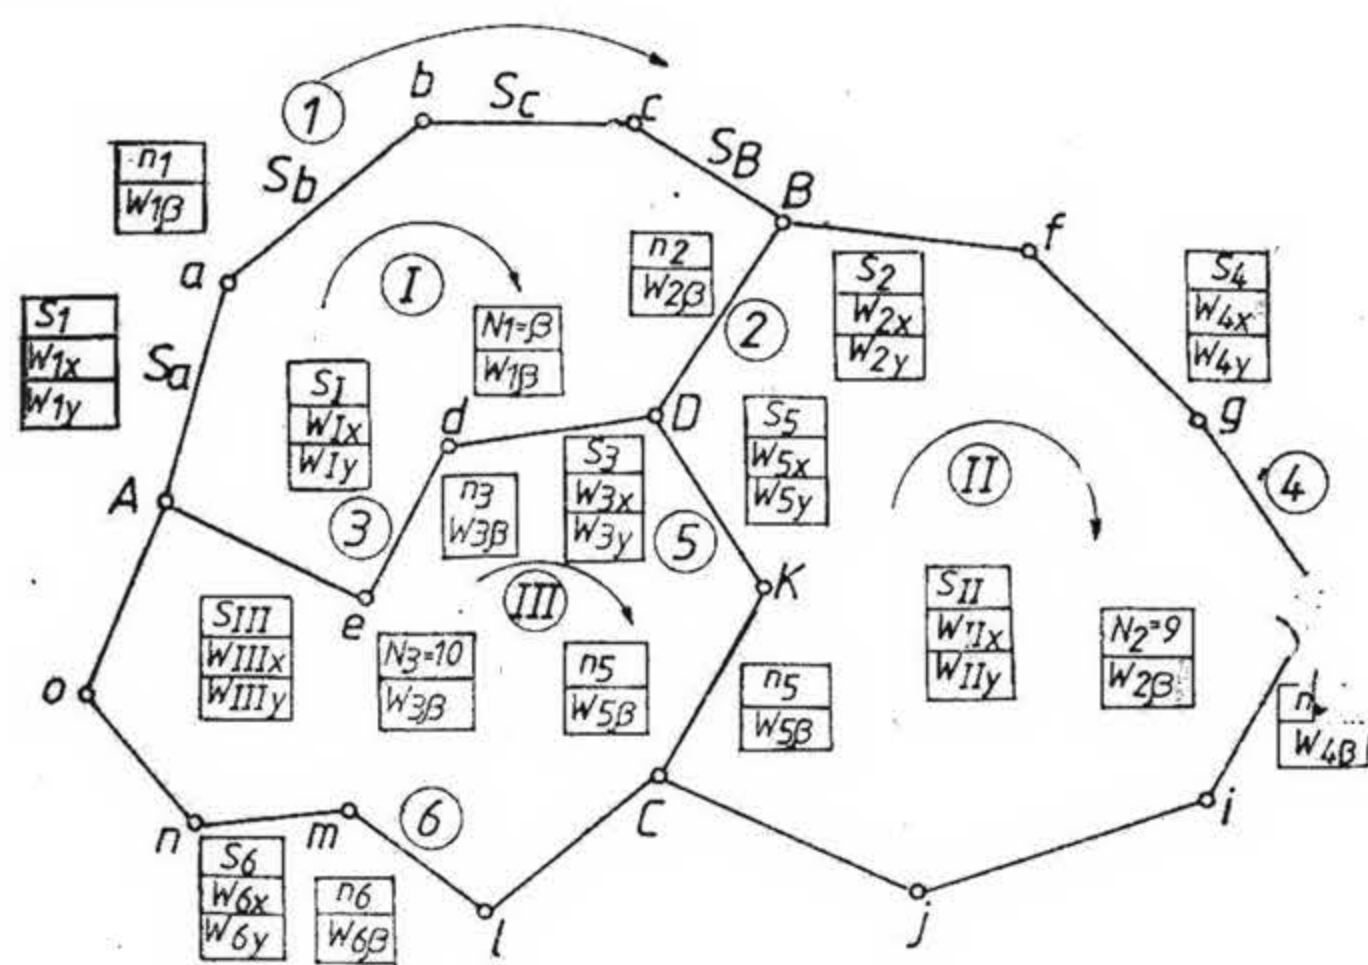 1
b
Sc
c
n1
W1β
Sb
SB
B
a
I
n2
W2β
f
S1
W1x
W1y
Sa
N1=β
W1β
2
S2
W2x
W2y
S4
W4x
W4y
SI
WIx
WIy
d
D
S5
W5x
W5y
g
A
3
n3
W3β
S3
W3x
W3y
5
II
4
e
III
K
SIII
WIIIx
WIIIy
N3=10
W3β
n5
W5β
SII
WIIx
WIIy
N2=9
W2β
o
n5
W5β
n
W4β
n
m
6
C
i
S6
W6x
W6y
n6
W6β
l
j